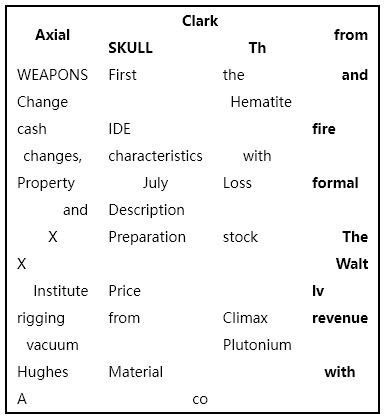 Axial Clark from
SKULL Th
WEAPONS First the and
Change Hematite
cash IDE fire
changes, characteristics with
Property July Loss formal
and Description
X Preparation stock The
X Walt
Institute Price lv
rigging from Climax revenue
vacuum Plutonium
Hughes Material with
A co